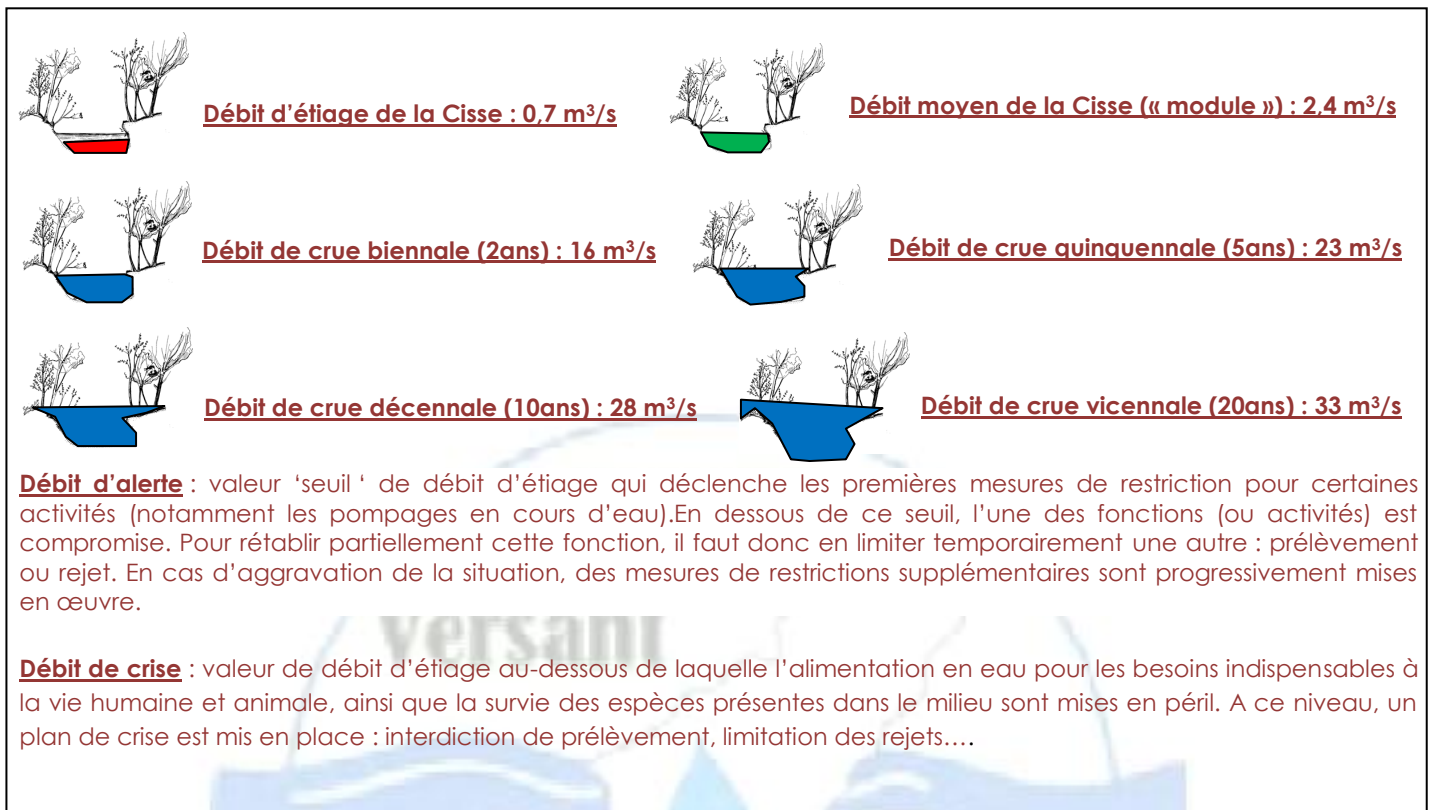 Débit d’étiage de la Cisse : 0,7 m³/s
Débit moyen de la Cisse (« module ») : 2,4 m³/s
Débit de crue biennale (2ans) : 16 m³/s
Débit de crue quinquennale (5ans) : 23 m³/s
Débit de crue décennale (10ans) : 28 m³/s
Débit de crue vicennale (20ans) : 33 m³/s
Débit d’alerte : valeur ‘seuil ‘ de débit d’étiage qui déclenche les premières mesures de restriction pour certaines
activités (notamment les pompages en cours d’eau).En dessous de ce seuil, l’une des fonctions (ou activités) est
compromise. Pour rétablir partiellement cette fonction, il faut donc en limiter temporairement une autre : prélèvement
ou rejet. En cas d’aggravation de la situation, des mesures de restrictions supplémentaires sont progressivement mises
en œuvre.
versant
Débit de crise : valeur de débit d’étiage au-dessous de laquelle l’alimentation en eau pour les besoins indispensables à
la vie humaine et animale, ainsi que la survie des espèces présentes dans le milieu sont mises en péril. A ce niveau, un
plan de crise est mis en place : interdiction de prélèvement, limitation des rejets….